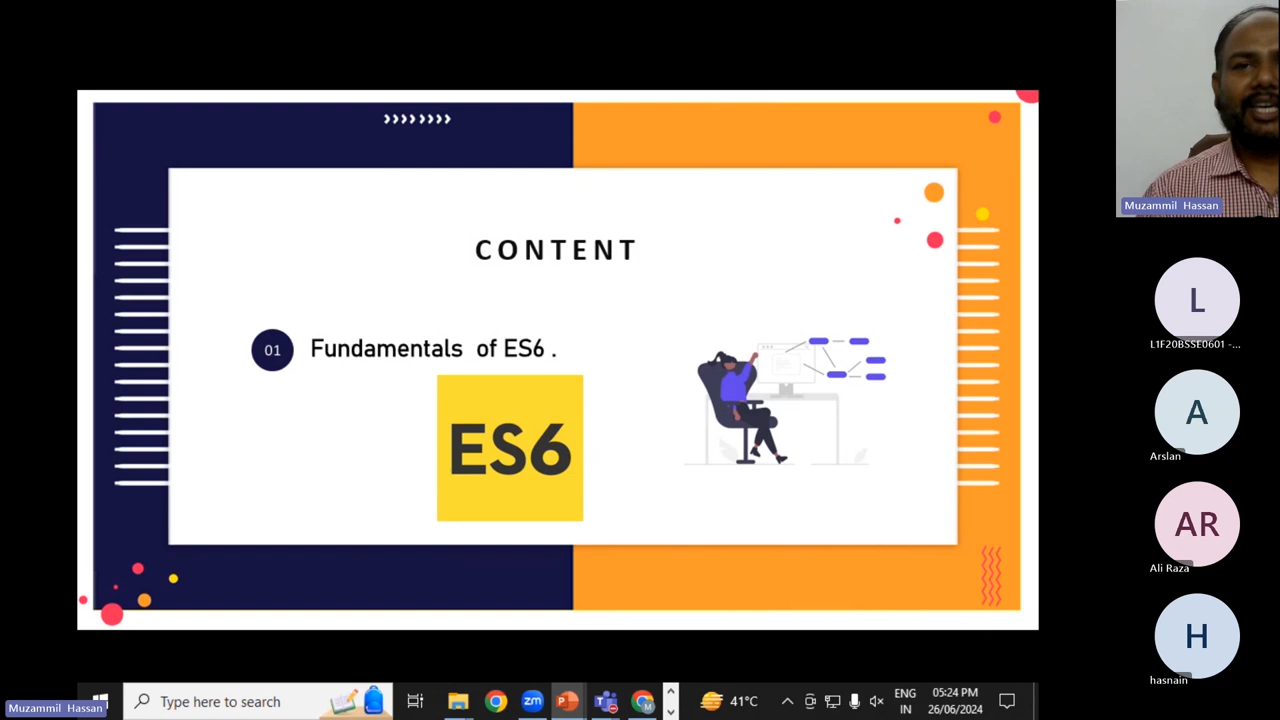 CONTENT
01
Fundamentals of ES6 .
ES6
Muzammil Hassan
L
L1F20BSSE0601 -...
A
Arslan
AR
Ali Raza
H
hasnain
Muzammil Hassan
Type here to search
zm
P
M
41°C
ENG
IN
05:24 PM
26/06/2024